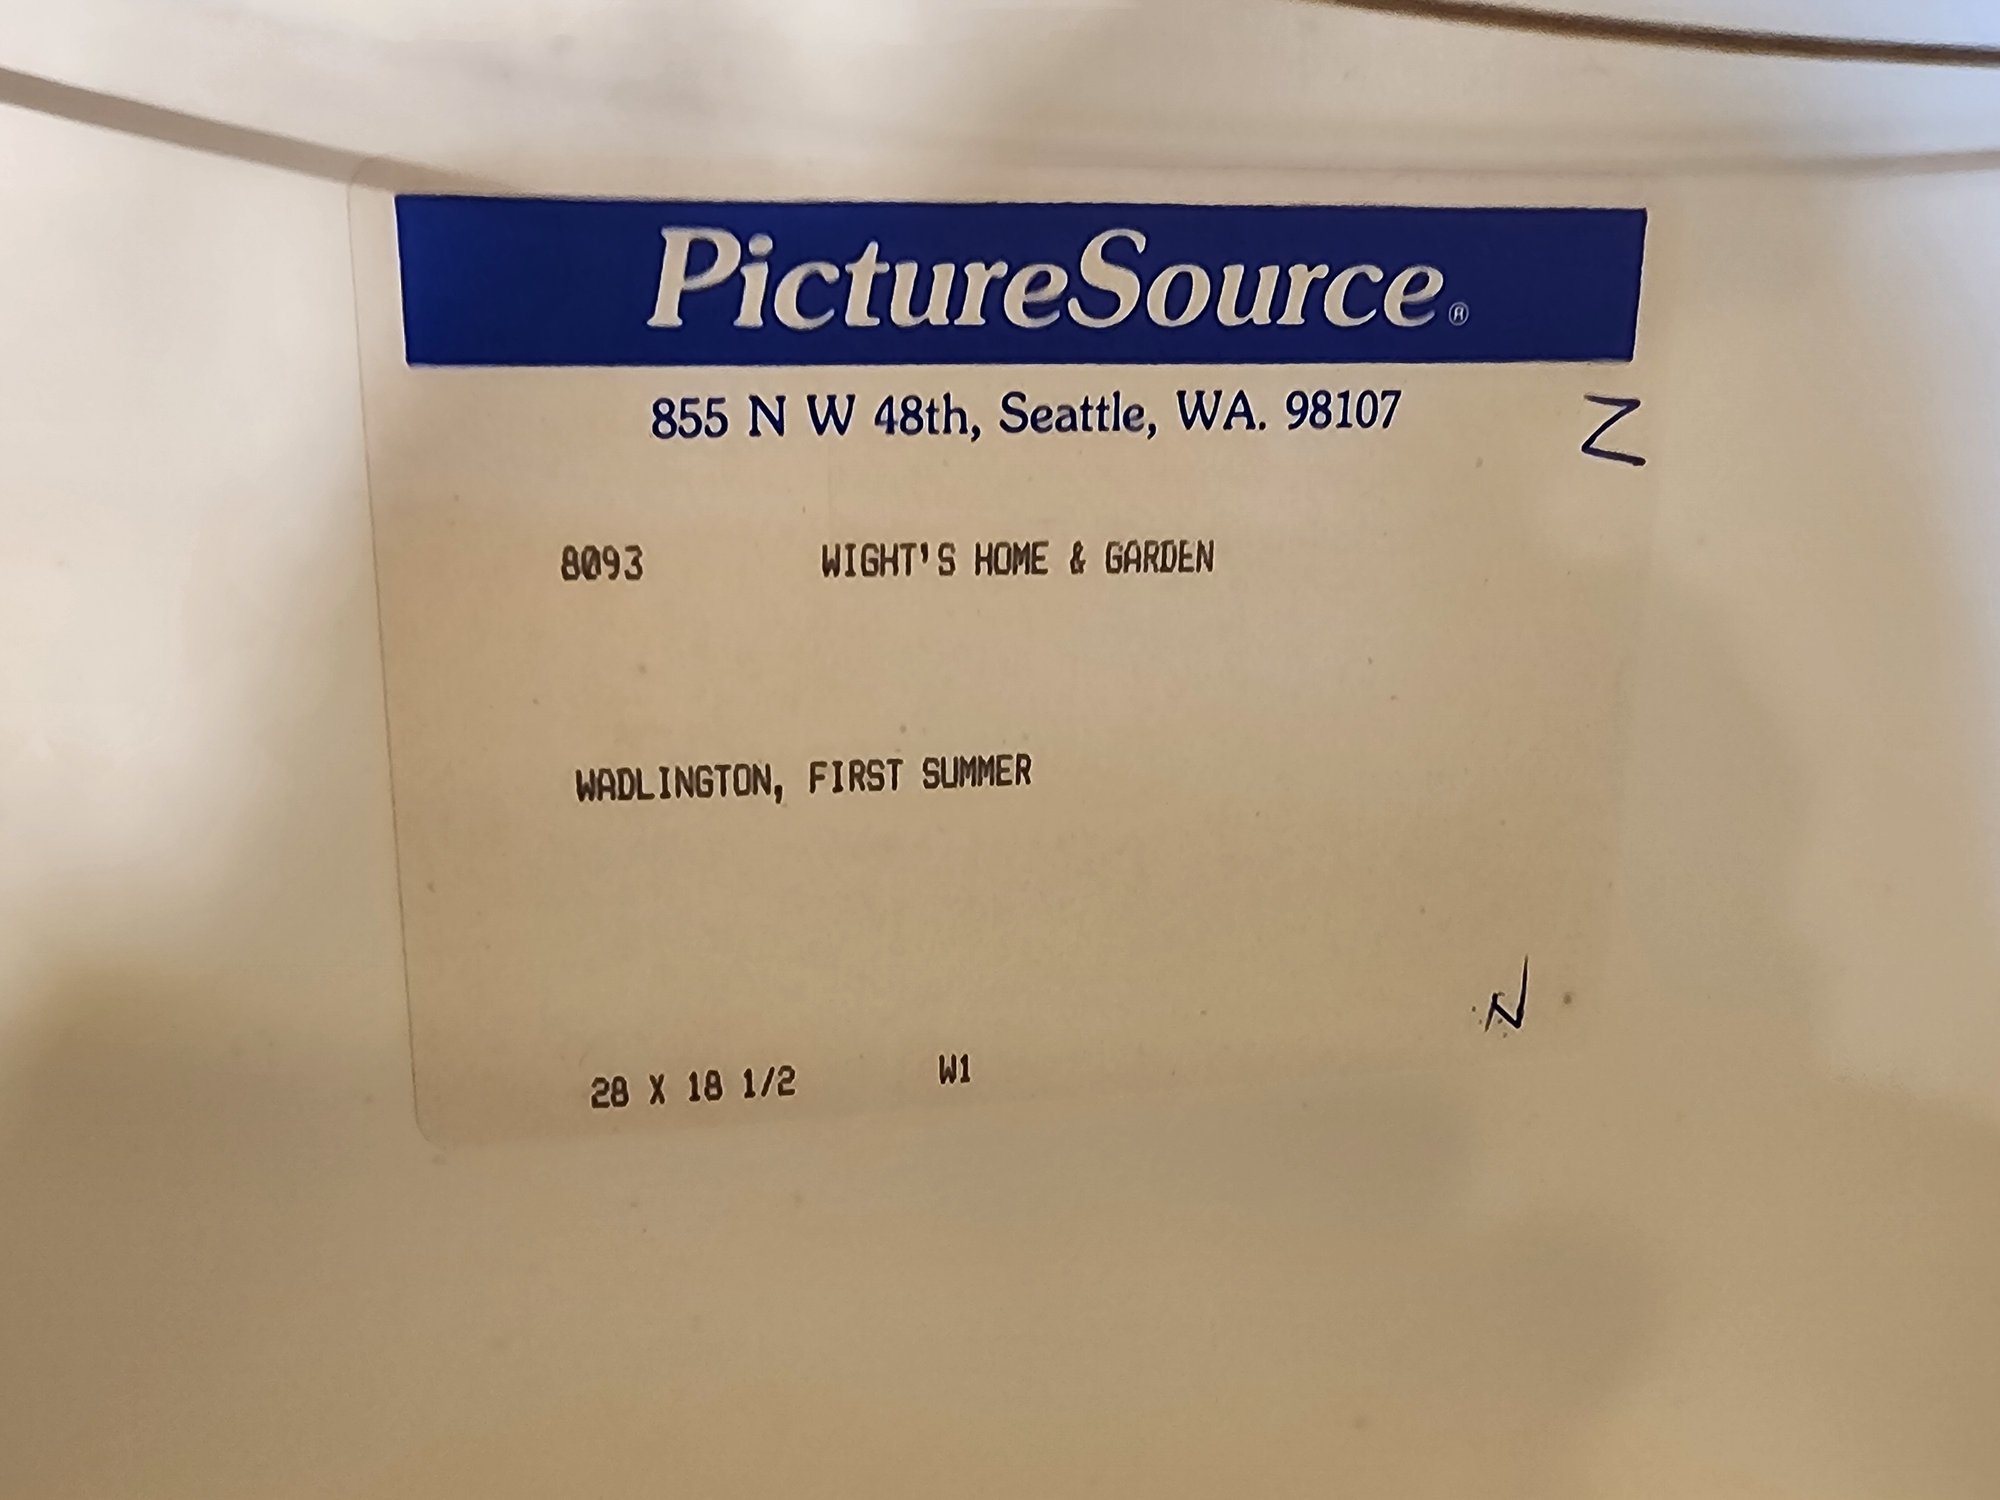 PictureSource®
855 N W 48th, Seattle, WA. 98107
Z
8093 WIGHT'S HOME & GARDEN
WADLINGTON, FIRST SUMMER
N
28 X 18 1/2 W1